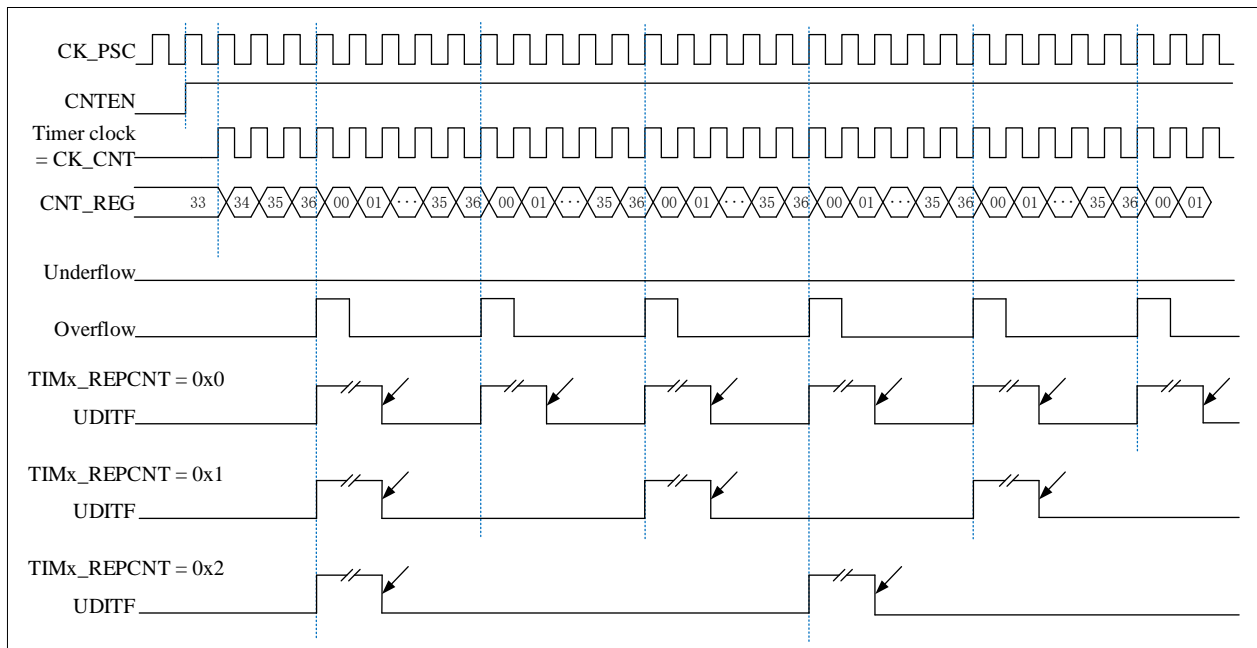 CK_PSC
CNTEN
Timer clock
= CK_CNT
CNT_REG 33 34 35 36 00 01 ··· 35 36 00 01 ··· 35 36 00 01 ··· 35 36 00 01 ··· 35 36 00 01 ··· 35 36 00 01
Underflow
Overflow
TIMx_REPCNT = 0x0
UDITF
TIMx_REPCNT = 0x1
UDITF
TIMx_REPCNT = 0x2
UDITF